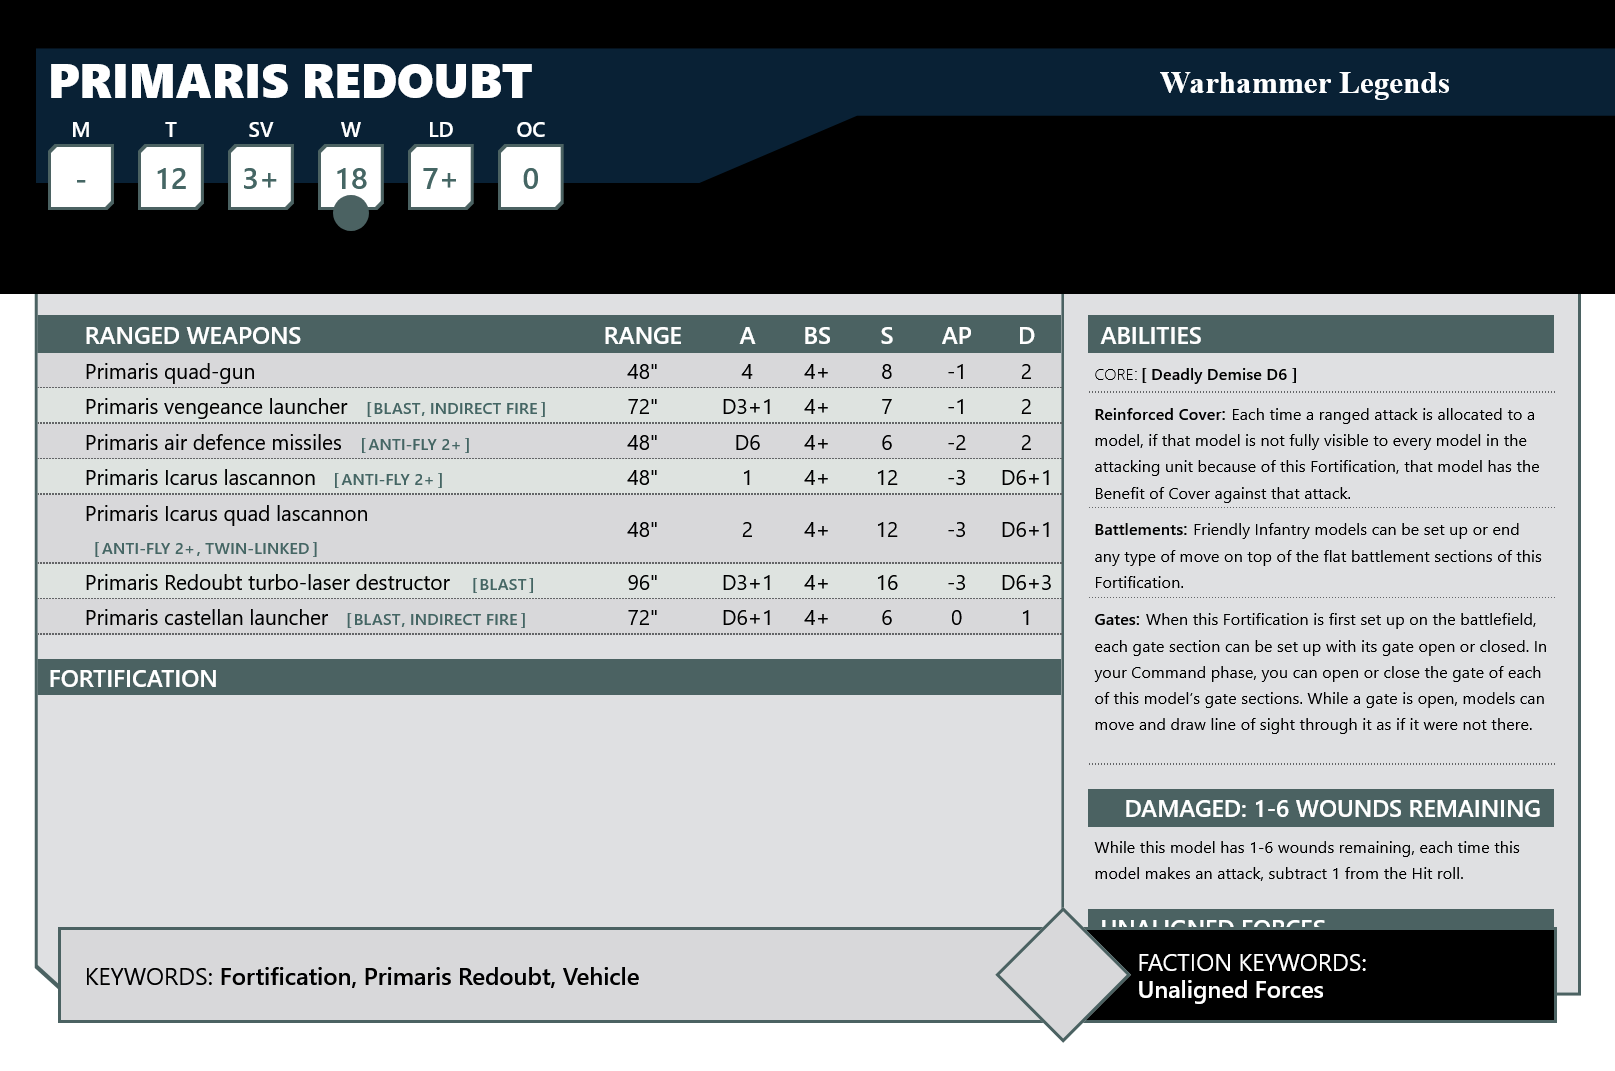 PRIMARIS REDOUBT
Warhammer Legends
M T SV W LD OC
- 12 3+ 18 7+ 0
RANGED WEAPONS RANGE A BS S AP D
Primaris quad-gun 48" 4 4+ 8 -1 2
Primaris vengeance launcher [BLAST, INDIRECT FIRE] 72" D3+1 4+ 7 -1 2
Primaris air defence missiles [ANTI-FLY 2+] 48" D6 4+ 6 -2 2
Primaris Icarus lascannon [ANTI-FLY 2+] 48" 1 4+ 12 -3 D6+1
Primaris Icarus quad lascannon 48" 2 4+ 12 -3 D6+1
[ANTI-FLY 2+, TWIN-LINKED]
Primaris Redoubt turbo-laser destructor [BLAST] 96" D3+1 4+ 16 -3 D6+3
Primaris castellan launcher [BLAST, INDIRECT FIRE] 72" D6+1 4+ 6 0 1
FORTIFICATION
ABILITIES
CORE: [ Deadly Demise D6 ]
Reinforced Cover: Each time a ranged attack is allocated to a
model, if that model is not fully visible to every model in the
attacking unit because of this Fortification, that model has the
Benefit of Cover against that attack.
Battlements: Friendly Infantry models can be set up or end
any type of move on top of the flat battlement sections of this
Fortification.
Gates: When this Fortification is first set up on the battlefield,
each gate section can be set up with its gate open or closed. In
your Command phase, you can open or close the gate of each
of this model's gate sections. While a gate is open, models can
move and draw line of sight through it as if it were not there.
DAMAGED: 1-6 WOUNDS REMAINING
While this model has 1-6 wounds remaining, each time this
model makes an attack, subtract 1 from the Hit roll.
UNALIGNED FORCES
KEYWORDS: Fortification, Primaris Redoubt, Vehicle
FACTION KEYWORDS:
Unaligned Forces